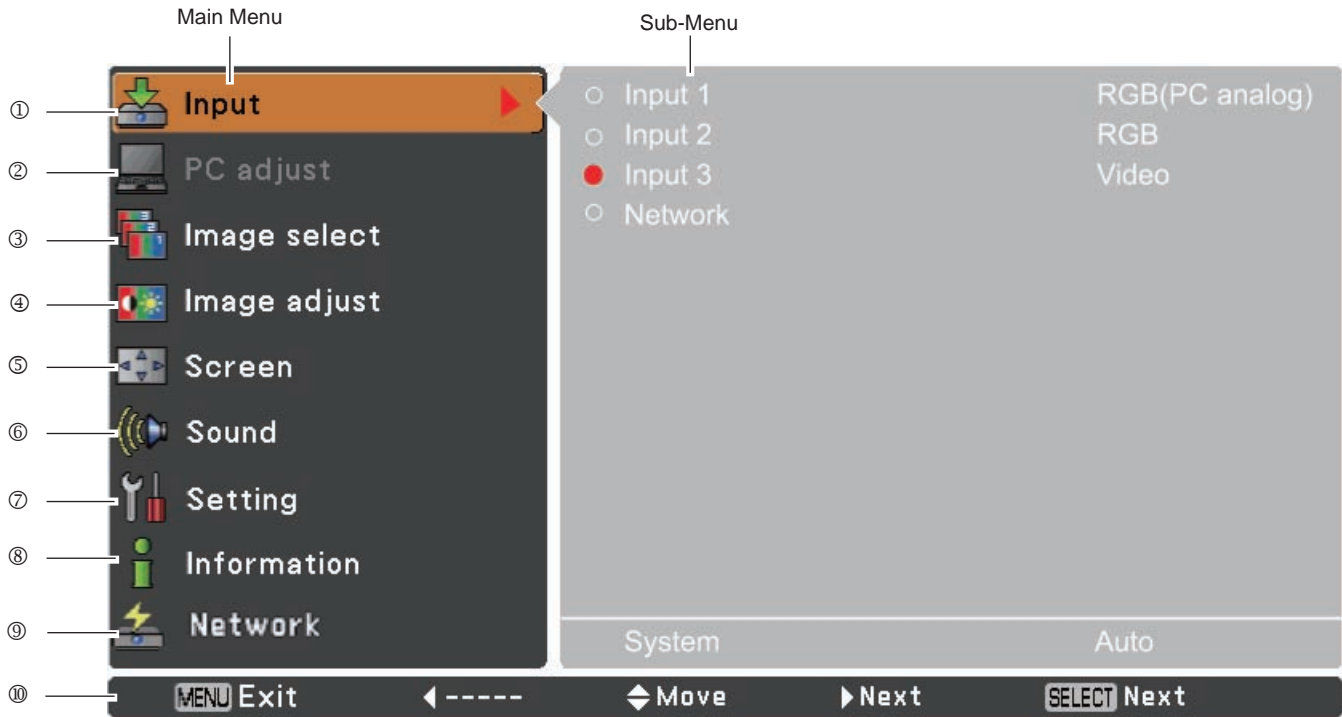 Main Menu
Sub-Menu
① Input
② PC adjust
③ Image select
④ Image adjust
⑤ Screen
⑥ Sound
⑦ Setting
⑧ Information
⑨ Network
Input 1 RGB(PC analog)
Input 2 RGB
Input 3 Video
Network
System Auto
⑩ MENU Exit ◀----- Move ▶Next SELECT Next